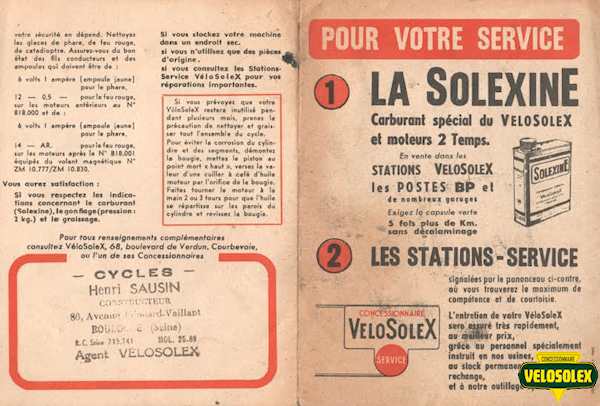 votre sécurité en dépend. Nettoyez
les glaces de phare, de feu rouge,
de catadioptre. Assurez-vous du bon
état des fils conducteurs et des
ampoules qui doivent être de :
6 volts 1 ampère (ampoule jaune)
pour le phare,
12 — 0,5 — pour le feu rouge,
sur les moteurs antérieurs au N°
818.000 et de :
6 volts 1 ampère (ampoule jaune)
pour le phare,
14 — AR. pour le feu rouge,
sur les moteurs après le N° 818.001
équipés du volant magnétique N°
ZM 10.777/ZM 10.830.
Vous aurez satisfaction :
Si vous respectez les indica-
tions concernant le carburant
(Solexine), le gonflage (pression :
2 kg.) et le graissage.
Si vous stockez votre machine
dans un endroit sec.
si vous n'utilisez que des pièces
d'origine.
si vous consultez les Stations-
Service VéloSoleX pour vos
réparations importantes.
Si vous prévoyez que votre
VéloSoleX restera inutilisé pen-
dant plusieurs mois, prenez la
précaution de nettoyer et grais-
ser tout l'ensemble du cycle.
Pour éviter la corrosion du cylin-
dre et des segments, démontez
la bougie, mettez le piston au
point mort « haut », versez la va-
leur d'une cuiller à café d'huile
moteur par l'orifice de la bougie.
Faites tourner le moteur à la
main 2 ou 3 tours pour que l'huile
se répartisse sur les parois du
cylindre et revissez la bougie.
Pour tous renseignements complémentaires
consultez VéloSoleX, 68, boulevard de Verdun, Courbevoie,
ou l'un de ses Concessionnaires
— CYCLES —
Henri SAUSIN
CONSTRUCTEUR
80, Avenue Vaillant
(Seine)
R.C. Seine 715.741 MOL. 25-69
Agent VÉLOSOLEX
POUR VOTRE SERVICE
1 LA SOLEXINE
Carburant spécial du VELOSOLEX
et moteurs 2 Temps.
En vente dans les
STATIONS VELOSOLEX
les POSTES BP et
de nombreux garages
Exigez la capsule verte
5 fois plus de Km.
sans décalaminage
SOLEXINE
2 LES STATIONS-SERVICE
signalées par le panonceau ci-contre,
où vous trouverez le maximum de
compétence et de courtoisie.
CONCESSIONNAIRE
VELOSOLEX
SERVICE
L'entretien de votre VéloSoleX
sera assuré très rapidement,
au meilleur prix,
grâce au personnel spécialement
instruit en nos usines,
au stock permanent
rechange,
et à notre outillage
CONCESSIONNAIRE
VELOSOLEX